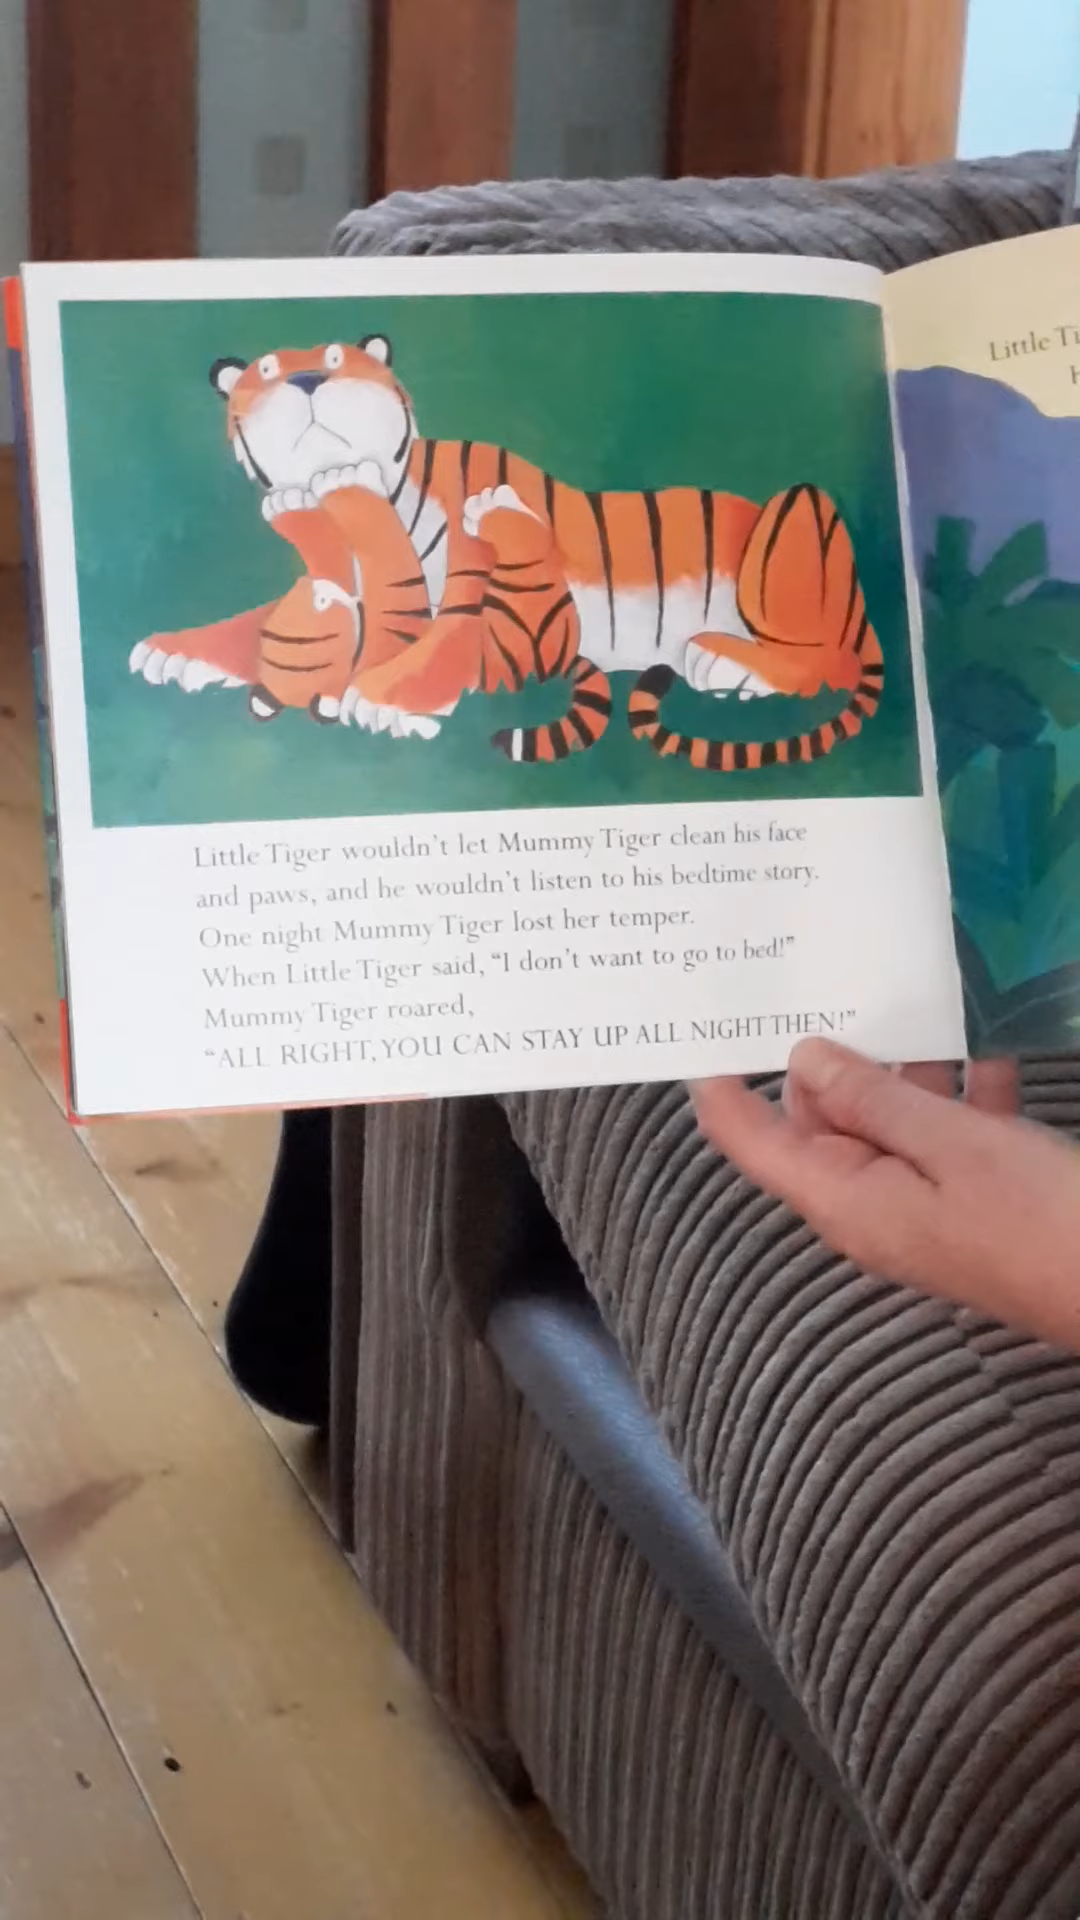 Little Tiger wouldn't let Mummy Tiger clean his face
and paws, and he wouldn't listen to his bedtime story.
One night Mummy Tiger lost her temper.
When Little Tiger said, “I don't want to go to bed!”
Mummy Tiger roared,
“ALL RIGHT, YOU CAN STAY UP ALL NIGHT THEN!”
Little